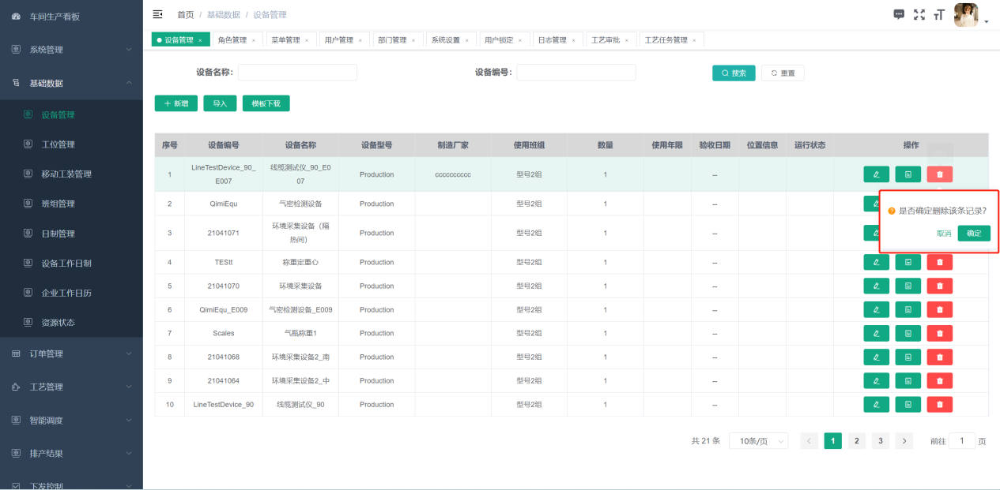 车间生产看板
系统管理
基础数据
设备管理
工位管理
移动工装管理
班组管理
日制管理
设备工作日制
企业工作日历
资源状态
订单管理
工艺管理
智能调度
排产结果
下发控制
首页 / 基础数据 / 设备管理
设备管理 × 角色管理 × 菜单管理 × 用户管理 × 部门管理 × 系统设置 × 用户锁定 × 日志管理 × 工艺审批 × 工艺任务管理 ×
设备名称: 设备编号: 搜索 重置
+ 新增 导入 模板下载
序号 设备编号 设备名称 设备型号 制造厂家 使用班组 数量 使用年限 验收日期 位置信息 运行状态 操作
1 LineTestDevice_90_E007 线缆测试仪_90_E007 Production cccccccccc 型号2组 1 --
2 QimiEqu 气密检测设备 Production 型号2组 1 --
3 21041071 环境采集设备（隔热间） Production 型号2组 1 --
4 TEStt 称重定重心 Production 型号2组 1 --
5 21041070 环境采集设备 Production 型号2组 1 --
6 QimiEqu_E009 气密检测设备_E009 Production 型号2组 1 --
7 Scales 气瓶称重1 Production 型号2组 1 --
8 21041068 环境采集设备2_南 Production 型号2组 1 --
9 21041064 环境采集设备2_中 Production 型号2组 1 --
10 LineTestDevice_90 线缆测试仪_90 Production 型号2组 1 --
是否确定删除该条记录?
取消 确定
共 21 条 10条/页 < 1 2 3 > 前往 1 页